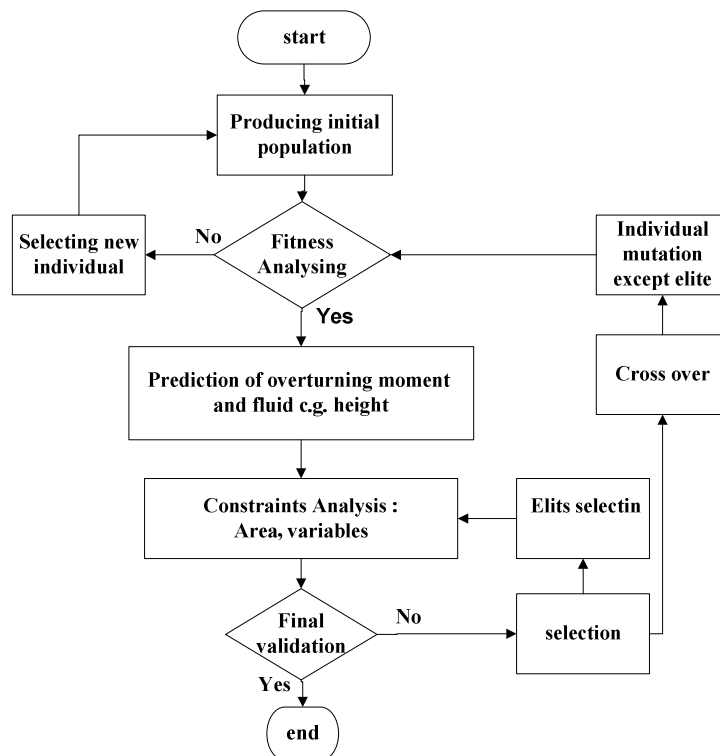 start
Producing initial
population
No
Selecting new
individual
Fitness
Analysing
Individual
mutation
except elite
Yes
Cross over
Prediction of overturning moment
and fluid c.g. height
Constraints Analysis :
Area, variables
Elits selectin
Final
validation
No
selection
Yes
end